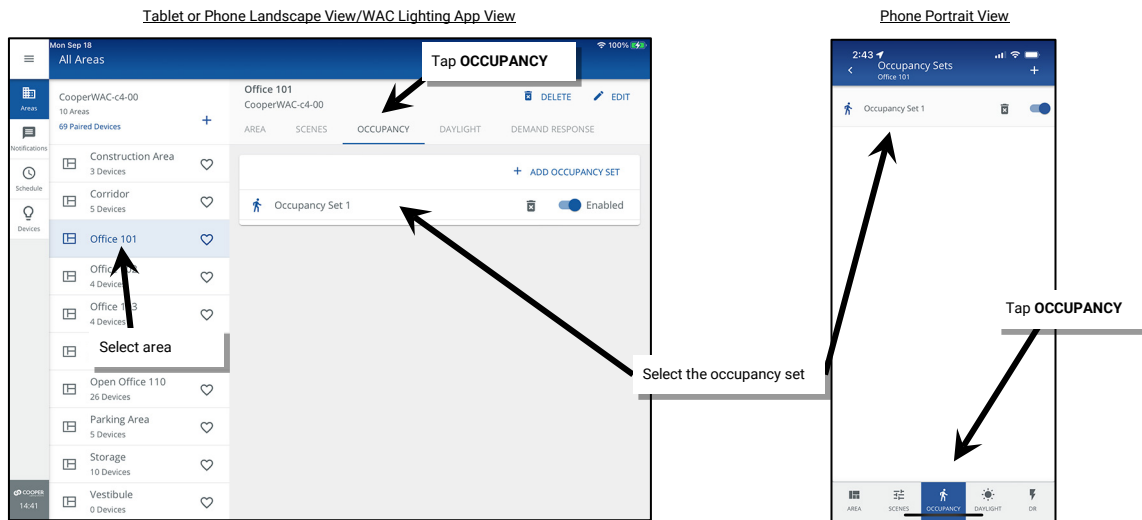 Tablet or Phone Landscape View/WAC Lighting App View
Phone Portrait View
Mon Sep 18
100%
All Areas
Tap OCCUPANCY
Areas
Notifications
Schedule
Devices
COOPER
14:41
CooperWAC-c4-00
10 Areas
69 Paired Devices
+
Construction Area
3 Devices
Corridor
5 Devices
Office 101
4 Devices
Office 1 3
4 Devices
Select area
Open Office 110
26 Devices
Parking Area
5 Devices
Storage
10 Devices
Vestibule
0 Devices
Office 101
CooperWAC-c4-00
DELETE
EDIT
AREA SCENES OCCUPANCY DAYLIGHT DEMAND RESPONSE
+ ADD OCCUPANCY SET
Occupancy Set 1
Enabled
Select the occupancy set
2:43
Occupancy Sets
Office 101
+
Occupancy Set 1
Tap OCCUPANCY
AREA SCENES OCCUPANCY DAYLIGHT DR